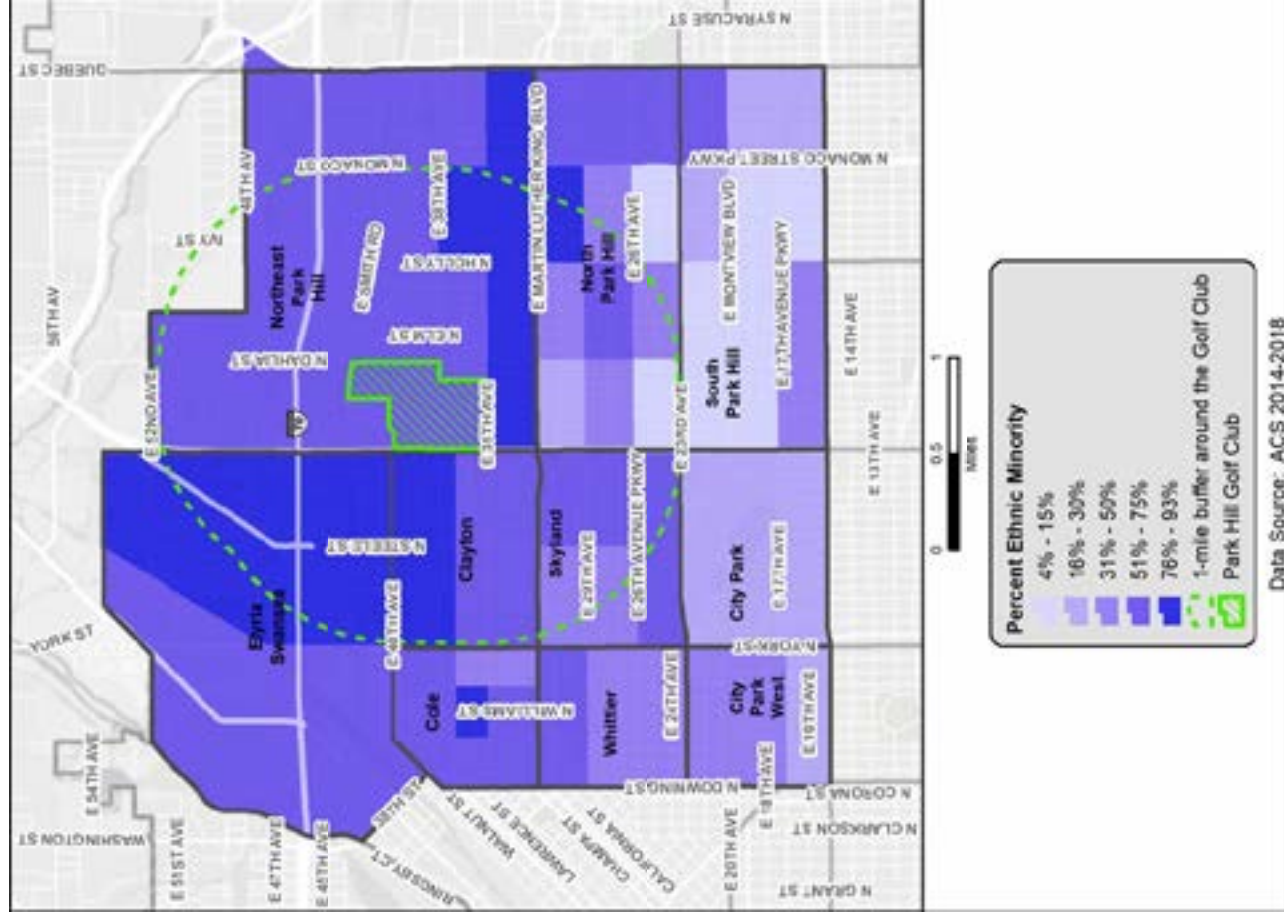 N SYRACUSE ST
QUEBEC ST
56TH AV
48TH AV
N MONACO ST
E 38TH AVE
E MARTIN LUTHER KING BLVD
N MONACO STREET PKWY
IVY ST
Northeast
Park
Hill
E SMITH RD
N HOLLY ST
North
Park Hill
E 26TH AVE
E MONTVIEW BLVD
E 17TH AVENUE PKWY
N DAHLIA ST
N ELM ST
South
Park Hill
E 14TH AVE
E 52ND AVE
70
E 35TH AVE
E 23RD AVE
E 13TH AVE
N STEELE ST
Clayton
Skyland
E 29TH AVE
E 26TH AVENUE PKWY
City Park
E 17TH AVE
YORK ST
Elyria
Swansea
E 40TH AVE
N YORK ST
Cole
N WILLIAMS ST
Whittier
E 24TH AVE
City
Park
West
E 16TH AVE
E 54TH AVE
WASHINGTON ST
E 51ST AVE
E 47TH AVE
E 45TH AVE
38TH ST
WALNUT ST
LAWRENCE ST
CHAMPA ST
CALIFORNIA ST
RINGSBY CT
N DOWNING ST
E 18TH AVE
E 20TH AVE
N CORONA ST
N CLARKSON ST
N GRANT ST
0
0.5
1
Miles
Percent Ethnic Minority
4% - 15%
16% - 30%
31% - 50%
51% - 75%
76% - 93%
1-mile buffer around the Golf Club
Park Hill Golf Club
Data Source: ACS 2014-2018